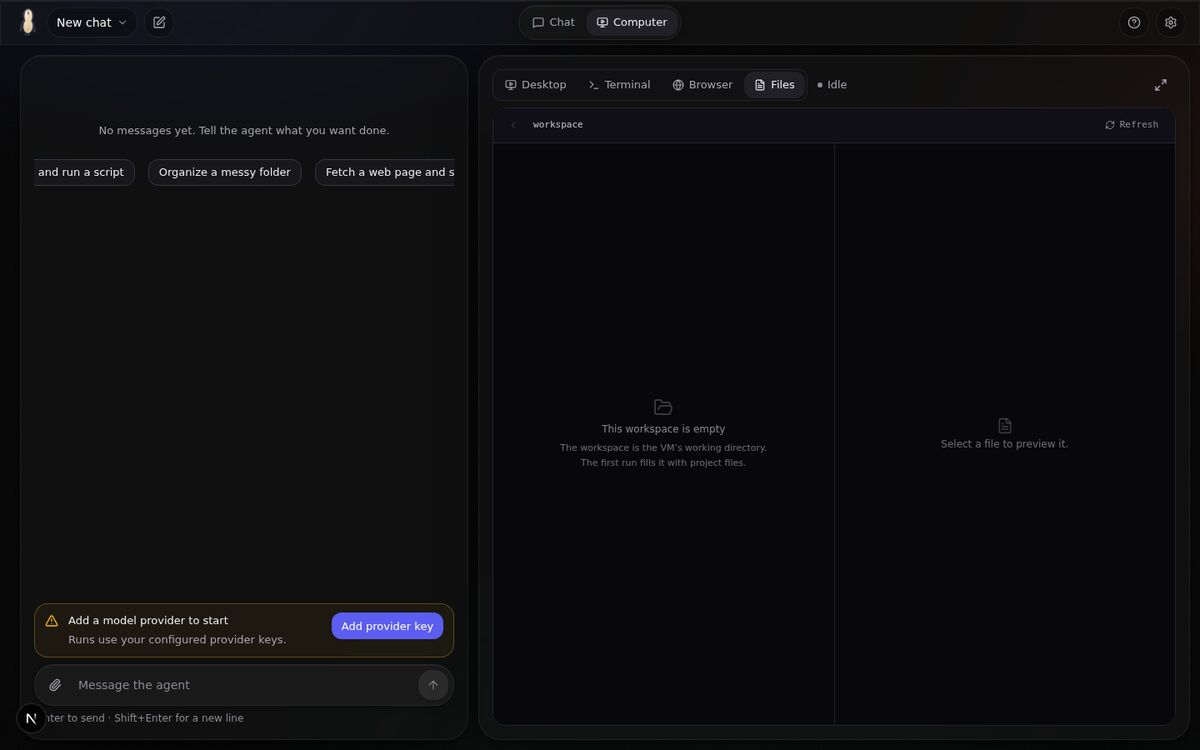 New chat
Chat
Computer
No messages yet. Tell the agent what you want done.
and run a script
Organize a messy folder
Fetch a web page and s
Add a model provider to start
Runs use your configured provider keys.
Add provider key
Message the agent
N
nter to send · Shift+Enter for a new line
Desktop
Terminal
Browser
Files
Idle
workspace
Refresh
This workspace is empty
The workspace is the VM's working directory.
The first run fills it with project files.
Select a file to preview it.